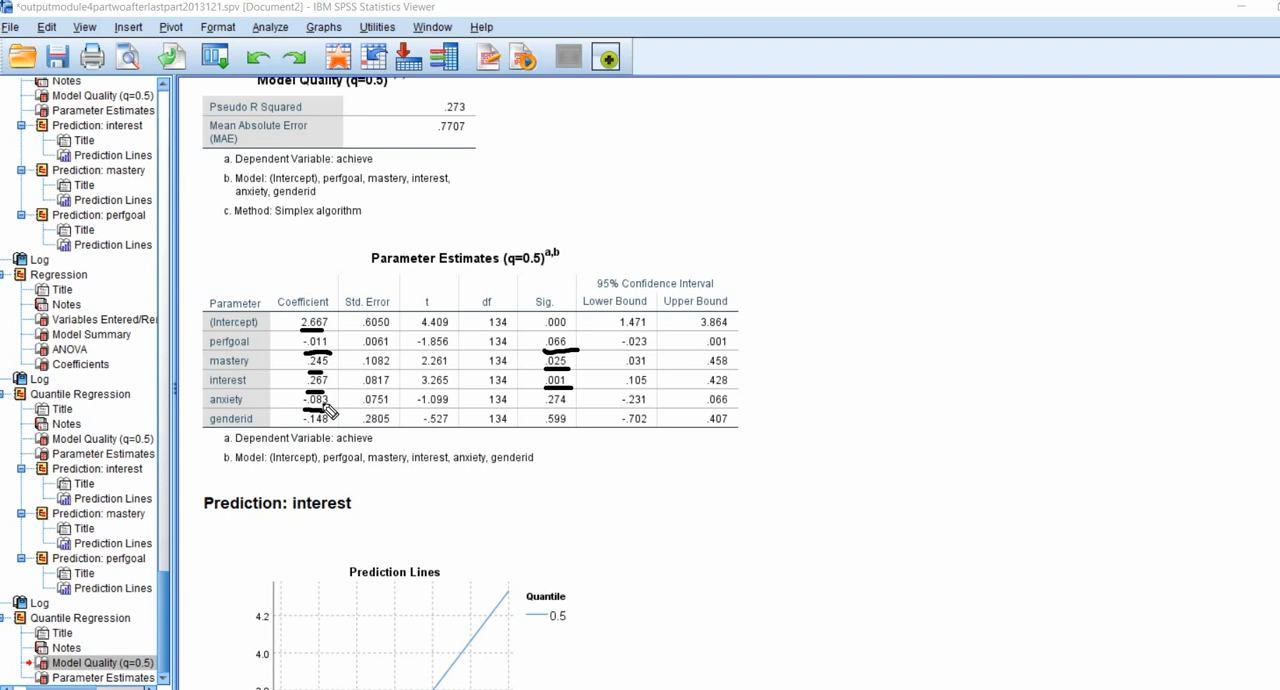 *outputmodule4partwoafterlastpart2013121.spv [Document2] - IBM SPSS Statistics Viewer
File Edit View Insert Format Pivot Analyze Graphs Utilities Window Help
Notes
Model Quality (q=0.5)
Parameter Estimates
Prediction: interest
Title
Prediction Lines
Prediction: mastery
Title
Prediction Lines
Prediction: perfgoal
Title
Prediction Lines
Log
Regression
Title
Notes
Variables Entered/Re
Model Summary
ANOVA
Coefficients
Log
Quantile Regression
Title
Notes
Model Quality (q=0.5)
Parameter Estimates
Prediction: interest
Title
Prediction Lines
Prediction: mastery
Title
Prediction Lines
Prediction: perfgoal
Title
Prediction Lines
Log
Quantile Regression
Title
Notes
Model Quality (q=0.5)
Parameter Estimates
Model Quality (q=0.5)
Pseudo R Squared .273
Mean Absolute Error .7707
(MAE)
a. Dependent Variable: achieve
b. Model: (Intercept), perfgoal, mastery, interest,
anxiety, genderid
c. Method: Simplex algorithm
Parameter Estimates (q=0.5)a,b
95% Confidence Interval
Parameter Coefficient Std. Error t df Sig. Lower Bound Upper Bound
(Intercept) 2.667 .6050 4.409 134 .000 1.471 3.864
perfgoal -.011 .0061 -1.856 134 .066 -.023 .001
mastery .245 .1082 2.261 134 .025 .031 .458
interest .267 .0817 3.265 134 .001 .105 .428
anxiety -.083 .0751 -1.099 134 .274 -.231 .066
genderid -.148 .2805 -.527 134 .599 -.702 .407
a. Dependent Variable: achieve
b. Model: (Intercept), perfgoal, mastery, interest, anxiety, genderid
Prediction: interest
Prediction Lines
Quantile
0.5
4.2
4.0